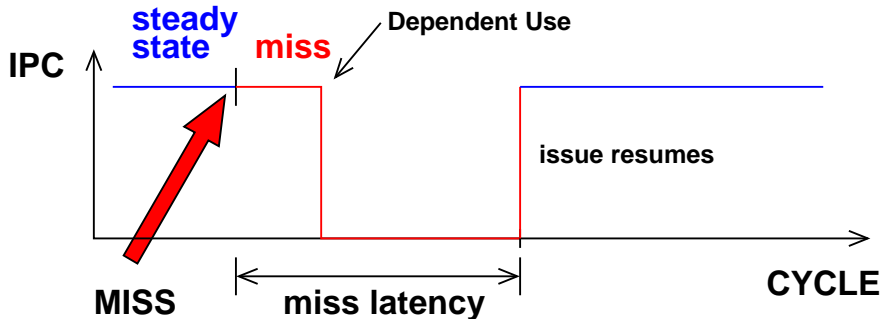 steady
state
miss
Dependent Use
IPC
issue resumes
MISS
miss latency
CYCLE